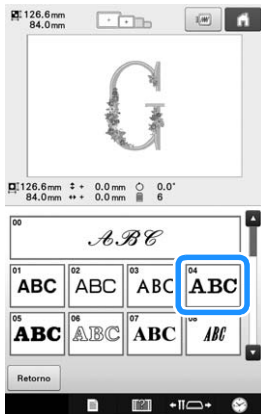 126.6mm
84.0mm
G
126.6mm + 0.0mm 0.0°
84.0mm + 0.0mm 6
00 ABC
01 02 03 04
ABC ABC ABC ABC
05 06 07 08
ABC ABC ABC ABC
Retorno